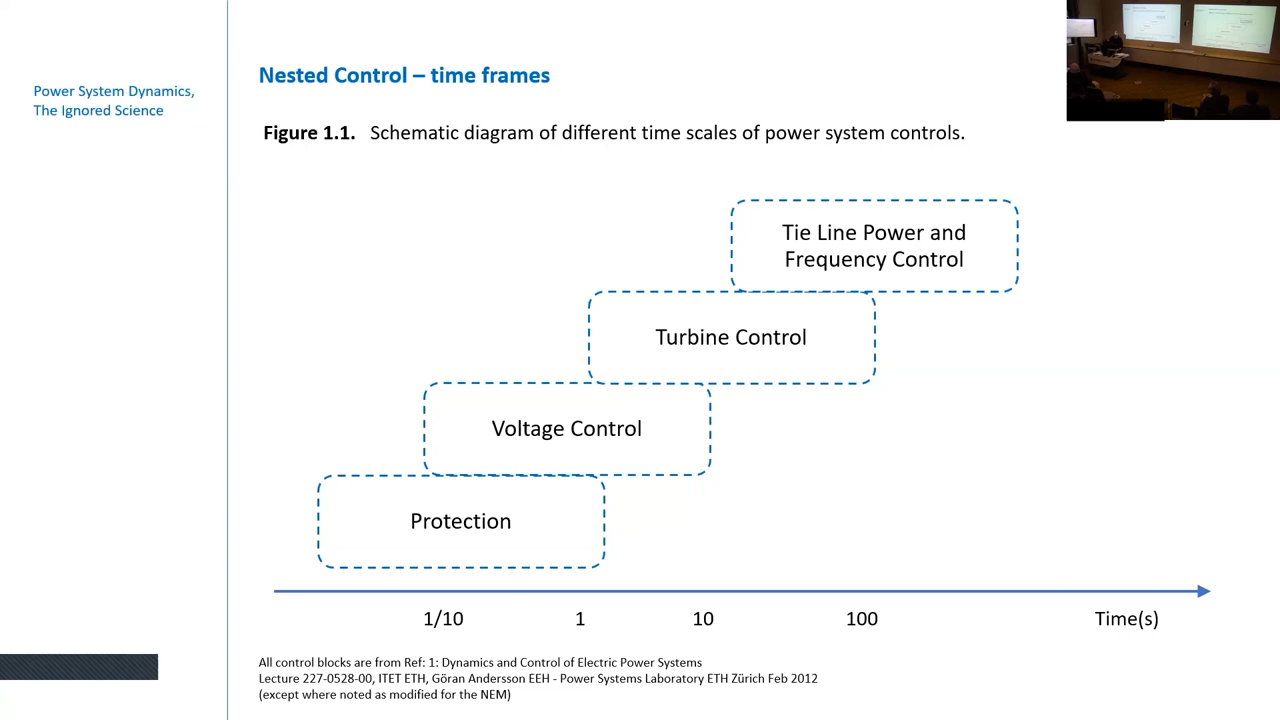 Power System Dynamics,
The Ignored Science
Nested Control – time frames
Figure 1.1. Schematic diagram of different time scales of power system controls.
Tie Line Power and
Frequency Control
Turbine Control
Voltage Control
Protection
1/10 1 10 100 Time(s)
All control blocks are from Ref: 1: Dynamics and Control of Electric Power Systems
Lecture 227-0528-00, ITET ETH, Göran Andersson EEH - Power Systems Laboratory ETH Zürich Feb 2012
(except where noted as modified for the NEM)